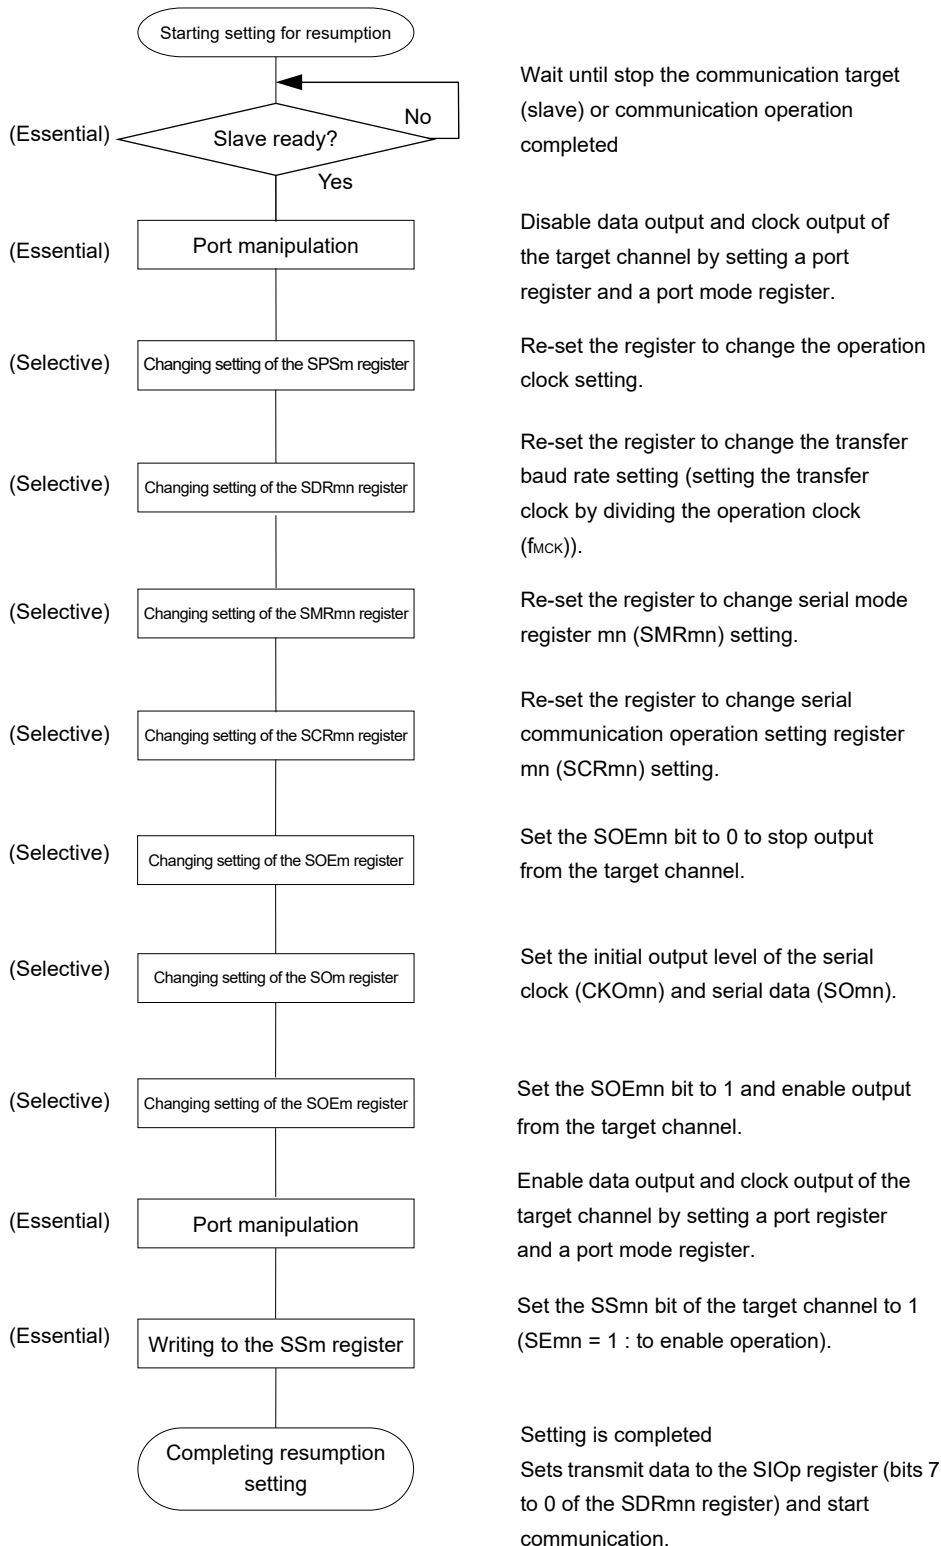 Starting setting for resumption
Wait until stop the communication target
(slave) or communication operation
completed
No
(Essential)
Slave ready?
Yes
(Essential)
Port manipulation
Disable data output and clock output of
the target channel by setting a port
register and a port mode register.
(Selective)
Changing setting of the SPSm register
Re-set the register to change the operation
clock setting.
(Selective)
Changing setting of the SDRmn register
Re-set the register to change the transfer
baud rate setting (setting the transfer
clock by dividing the operation clock
(fMCK)).
(Selective)
Changing setting of the SMRmn register
Re-set the register to change serial mode
register mn (SMRmn) setting.
(Selective)
Changing setting of the SCRmn register
Re-set the register to change serial
communication operation setting register
mn (SCRmn) setting.
(Selective)
Changing setting of the SOEm register
Set the SOEmn bit to 0 to stop output
from the target channel.
(Selective)
Changing setting of the SOm register
Set the initial output level of the serial
clock (CKOmn) and serial data (SOmn).
(Selective)
Changing setting of the SOEm register
Set the SOEmn bit to 1 and enable output
from the target channel.
(Essential)
Port manipulation
Enable data output and clock output of the
target channel by setting a port register
and a port mode register.
(Essential)
Writing to the SSm register
Set the SSmn bit of the target channel to 1
(SEmn = 1 : to enable operation).
Completing resumption
setting
Setting is completed
Sets transmit data to the SIOp register (bits 7
to 0 of the SDRmn register) and start
communication.